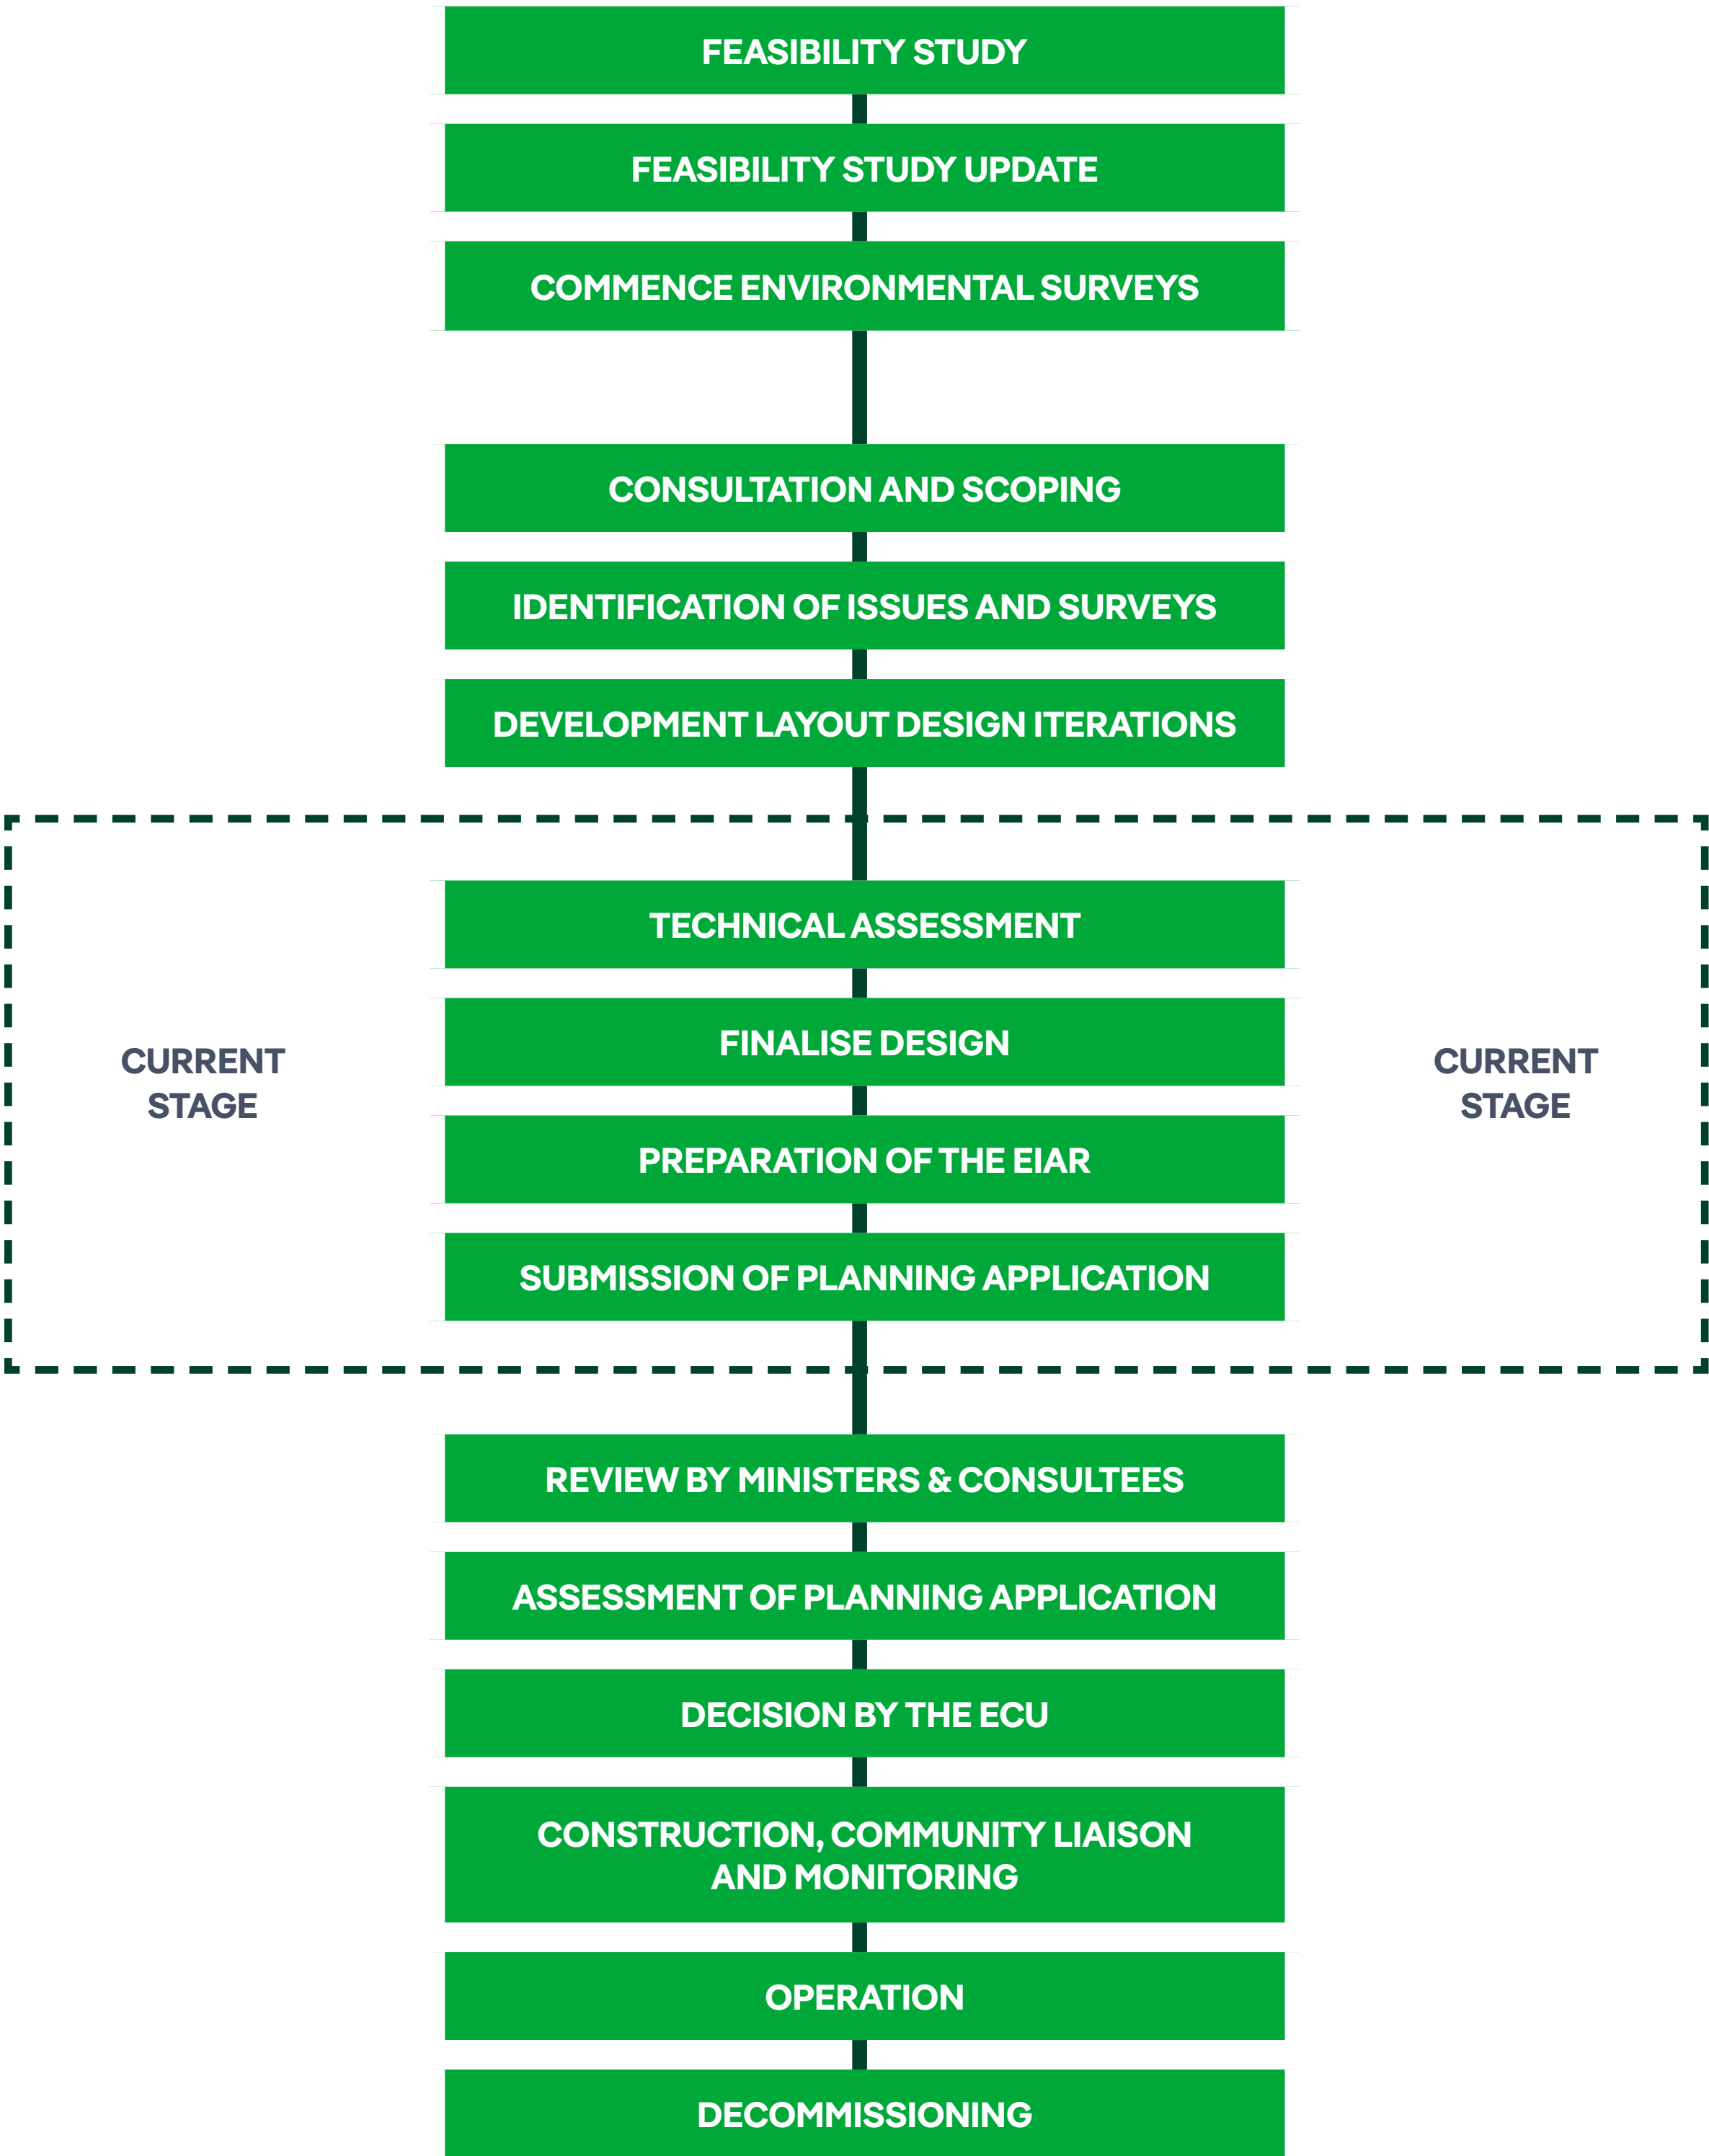 FEASIBILITY STUDY
FEASIBILITY STUDY UPDATE
COMMENCE ENVIRONMENTAL SURVEYS
CONSULTATION AND SCOPING
IDENTIFICATION OF ISSUES AND SURVEYS
DEVELOPMENT LAYOUT DESIGN ITERATIONS
TECHNICAL ASSESSMENT
FINALISE DESIGN
CURRENT
STAGE
CURRENT
STAGE
PREPARATION OF THE EIAR
SUBMISSION OF PLANNING APPLICATION
REVIEW BY MINISTERS & CONSULTEES
ASSESSMENT OF PLANNING APPLICATION
DECISION BY THE ECU
CONSTRUCTION, COMMUNITY LIAISON
AND MONITORING
OPERATION
DECOMMISSIONING